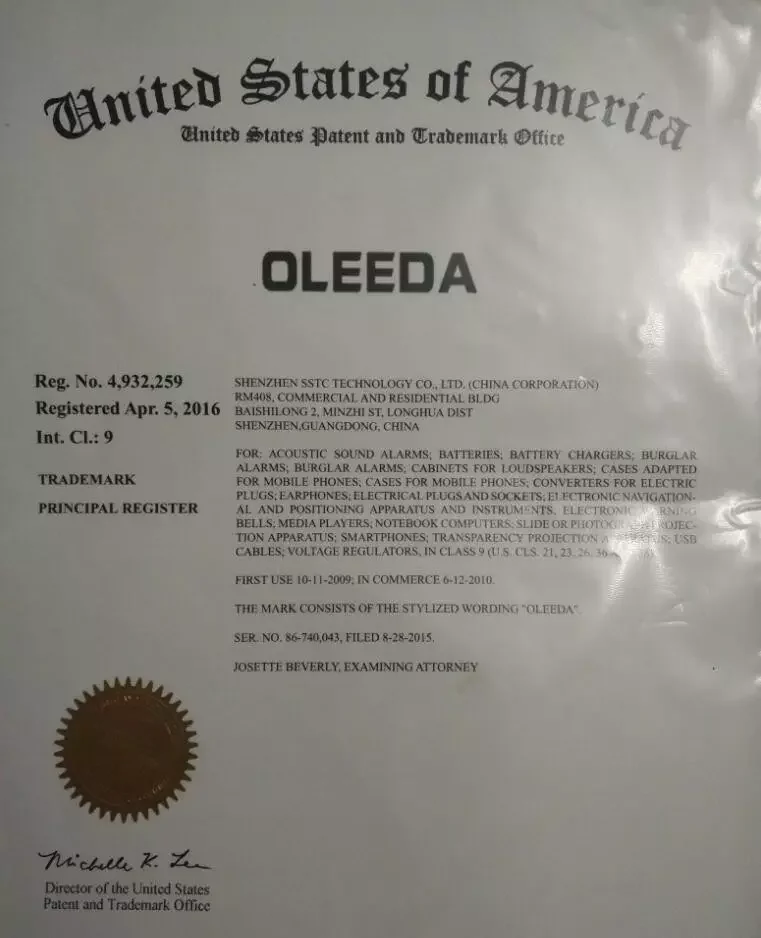 United States of America
United States Patent and Trademark Office
OLEEDA
Reg. No. 4,932,259
Registered Apr. 5, 2016
Int. Cl.: 9
TRADEMARK
PRINCIPAL REGISTER
SHENZHEN SSTC TECHNOLOGY CO., LTD. (CHINA CORPORATION)
RM408, COMMERCIAL AND RESIDENTIAL BLDG
BAISHILONG 2, MINZHI ST, LONGHUA DIST
SHENZHEN,GUANGDONG, CHINA
FOR: ACOUSTIC SOUND ALARMS; BATTERIES; BATTERY CHARGERS; BURGLAR
ALARMS; BURGLAR ALARMS; CABINETS FOR LOUDSPEAKERS; CASES ADAPTED
FOR MOBILE PHONES; CASES FOR MOBILE PHONES; CONVERTERS FOR ELECTRIC
PLUGS; EARPHONES; ELECTRICAL PLUGS AND SOCKETS; ELECTRONIC NAVIGATION-
AL AND POSITIONING APPARATUS AND INSTRUMENTS, ELECTRONIC WARNING
BELLS; MEDIA PLAYERS; NOTEBOOK COMPUTERS; SLIDE OR
TION APPARATUS; SMARTPHONES; TRANSPARENCY PROJECTION USB
CABLES; VOLTAGE REGULATORS, IN CLASS 9 (U.S. CLS. 21, 23, 26, 36
FIRST USE 10-11-2009; IN COMMERCE 6-12-2010.
THE MARK CONSISTS OF THE STYLIZED WORDING "OLEEDA".
SER. NO. 86-740,043, FILED 8-28-2015.
JOSETTE BEVERLY, EXAMINING ATTORNEY
Michelle K. Lee
Director of the United States
Patent and Trademark Office